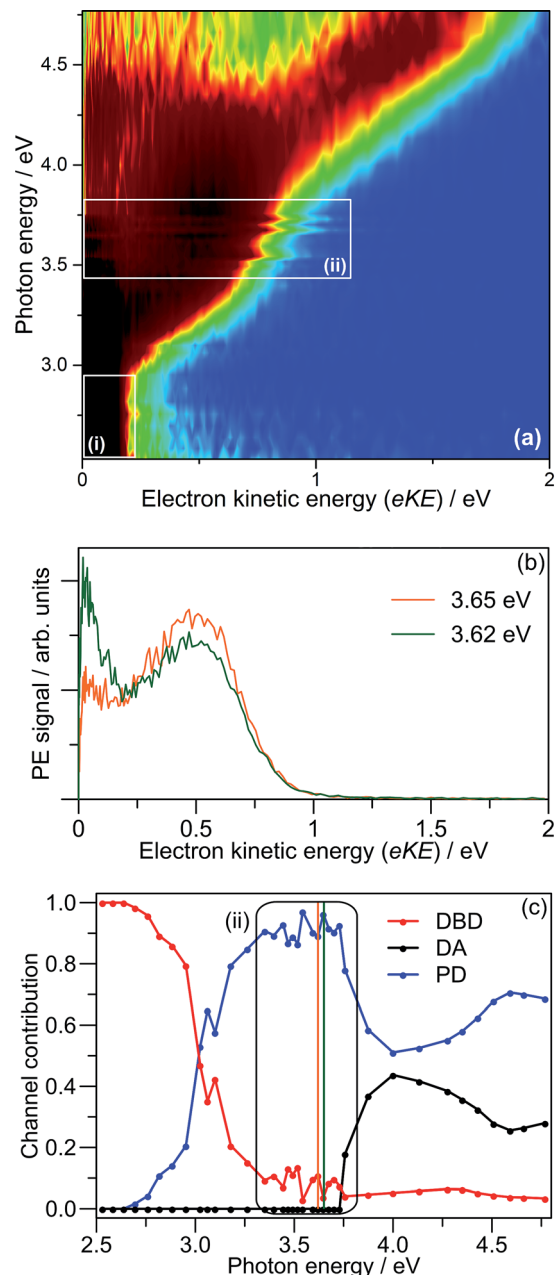 4.5
4.0
3.5
3.0
Photon energy / eV
(ii)
(i)
(a)
0
1
2
Electron kinetic energy (eKE) / eV
(b)
3.65 eV
3.62 eV
PE signal / arb. units
0
0.5
1
1.5
2
Electron kinetic energy (eKE) / eV
(ii)
(c)
DBD
DA
PD
1.0
0.8
0.6
0.4
0.2
0
Channel contribution
2.5
3.0
3.5
4.0
4.5
Photon energy / eV